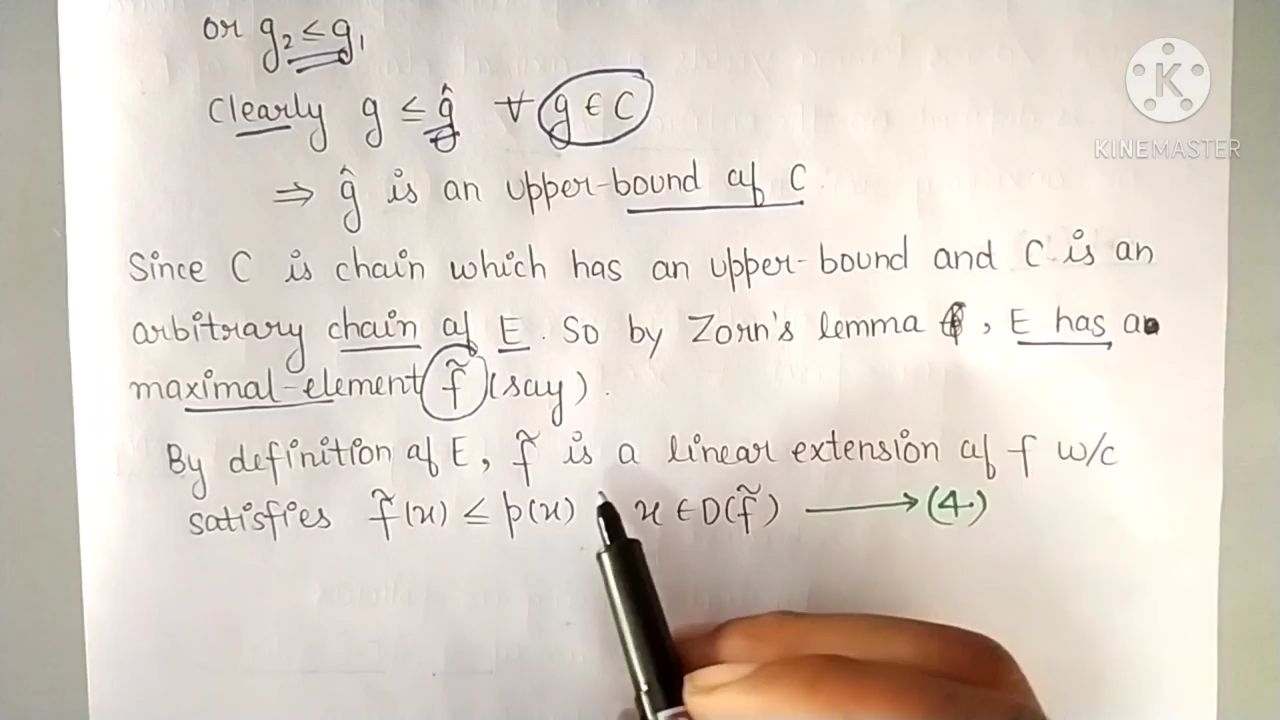 or g₂ ≤ g₁
Clearly g ≤ ĝ ∀ g ∈ C
⇒ ĝ is an upper-bound of C.
Since C is chain which has an upper-bound and C is an
arbitrary chain of E. So by Zorn's lemma , E has a
maximal-element f̃ (say).
By definition of E, f̃ is a linear extension of f w/c
satisfies f̃(x) ≤ p(x) x ∈ D(f̃) ⟶ (4.)
K
KINEMASTER